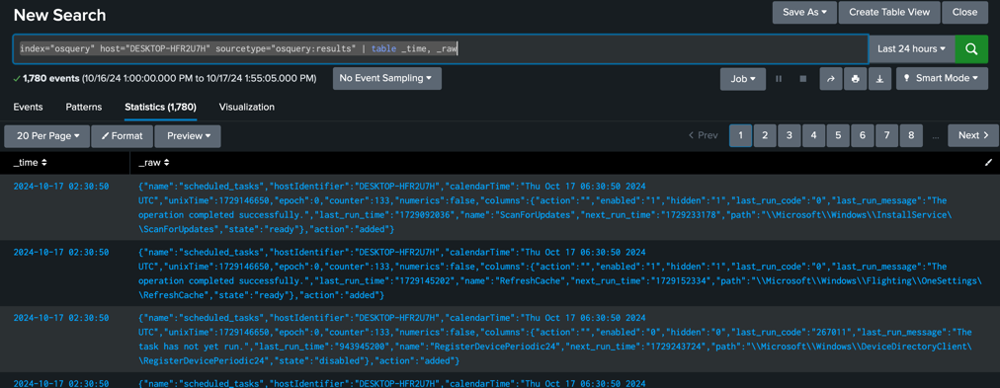 New Search
Save As
Create Table View
Close
index="osquery" host="DESKTOP-HFR2U7H" sourcetype="osquery:results" | table _time, _raw
Last 24 hours
1,780 events (10/16/24 1:00:00.000 PM to 10/17/24 1:55:05.000 PM)
No Event Sampling
Job
Smart Mode
Events
Patterns
Statistics (1,780)
Visualization
20 Per Page
Format
Preview
Prev
1
2
3
4
5
6
7
8
...
Next
_time
_raw
2024-10-17 02:30:50
{"name":"scheduled_tasks","hostIdentifier":"DESKTOP-HFR2U7H","calendarTime":"Thu Oct 17 06:30:50 2024
UTC","unixTime":1729146650,"epoch":0,"counter":133,"numerics":false,"columns":{"action":"","enabled":"1","hidden":"1","last_run_code":"0","last_run_message":"The
operation completed successfully.","last_run_time":"1729092036","name":"ScanForUpdates","next_run_time":"1729233178","path":"\\Microsoft\\Windows\\InstallService\
\ScanForUpdates","state":"ready"},"action":"added"}
2024-10-17 02:30:50
{"name":"scheduled_tasks","hostIdentifier":"DESKTOP-HFR2U7H","calendarTime":"Thu Oct 17 06:30:50 2024
UTC","unixTime":1729146650,"epoch":0,"counter":133,"numerics":false,"columns":{"action":"","enabled":"1","hidden":"1","last_run_code":"0","last_run_message":"The
operation completed successfully.","last_run_time":"1729145202","name":"RefreshCache","next_run_time":"1729152334","path":"\\Microsoft\\Windows\\Flighting\\OneSettings\
\RefreshCache","state":"ready"},"action":"added"}
2024-10-17 02:30:50
{"name":"scheduled_tasks","hostIdentifier":"DESKTOP-HFR2U7H","calendarTime":"Thu Oct 17 06:30:50 2024
UTC","unixTime":1729146650,"epoch":0,"counter":133,"numerics":false,"columns":{"action":"","enabled":"0","hidden":"0","last_run_code":"267011","last_run_message":"The
task has not yet run.","last_run_time":"943945200","name":"RegisterDevicePeriodic24","next_run_time":"1729243724","path":"\\Microsoft\\Windows\\DeviceDirectoryClient\
\RegisterDevicePeriodic24","state":"disabled"},"action":"added"}
2024-10-17 02:30:50
{"name":"scheduled_tasks","hostIdentifier":"DESKTOP-HFR2U7H","calendarTime":"Thu Oct 17 06:30:50 2024